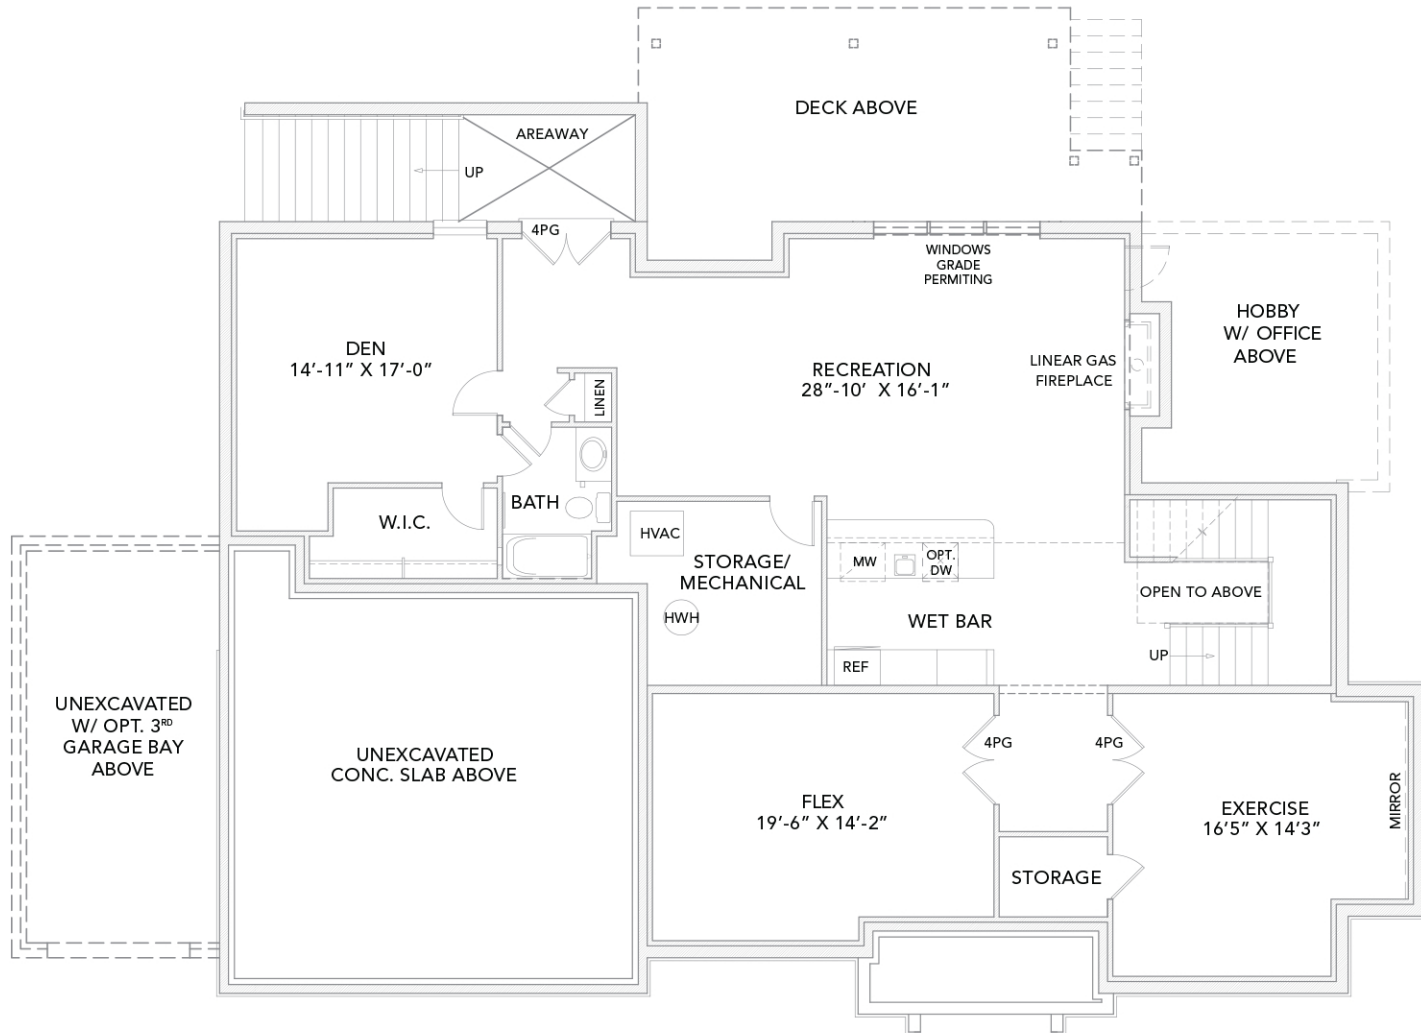 DECK ABOVE
AREAWAY
UP
4PG
WINDOWS
GRADE
PERMITING
HOBBY
W/ OFFICE
ABOVE
DEN
14'-11" X 17'-0"
RECREATION
28"-10' X 16'-1"
LINEAR GAS
FIREPLACE
LINEN
BATH
W.I.C.
HVAC
STORAGE/
MECHANICAL
HWH
MW
OPT.
DW
WET BAR
REF
OPEN TO ABOVE
UP
UNEXCAVATED
W/ OPT. 3RD
GARAGE BAY
ABOVE
UNEXCAVATED
CONC. SLAB ABOVE
4PG
4PG
FLEX
19'-6" X 14'-2"
EXERCISE
16'5" X 14'3"
MIRROR
STORAGE